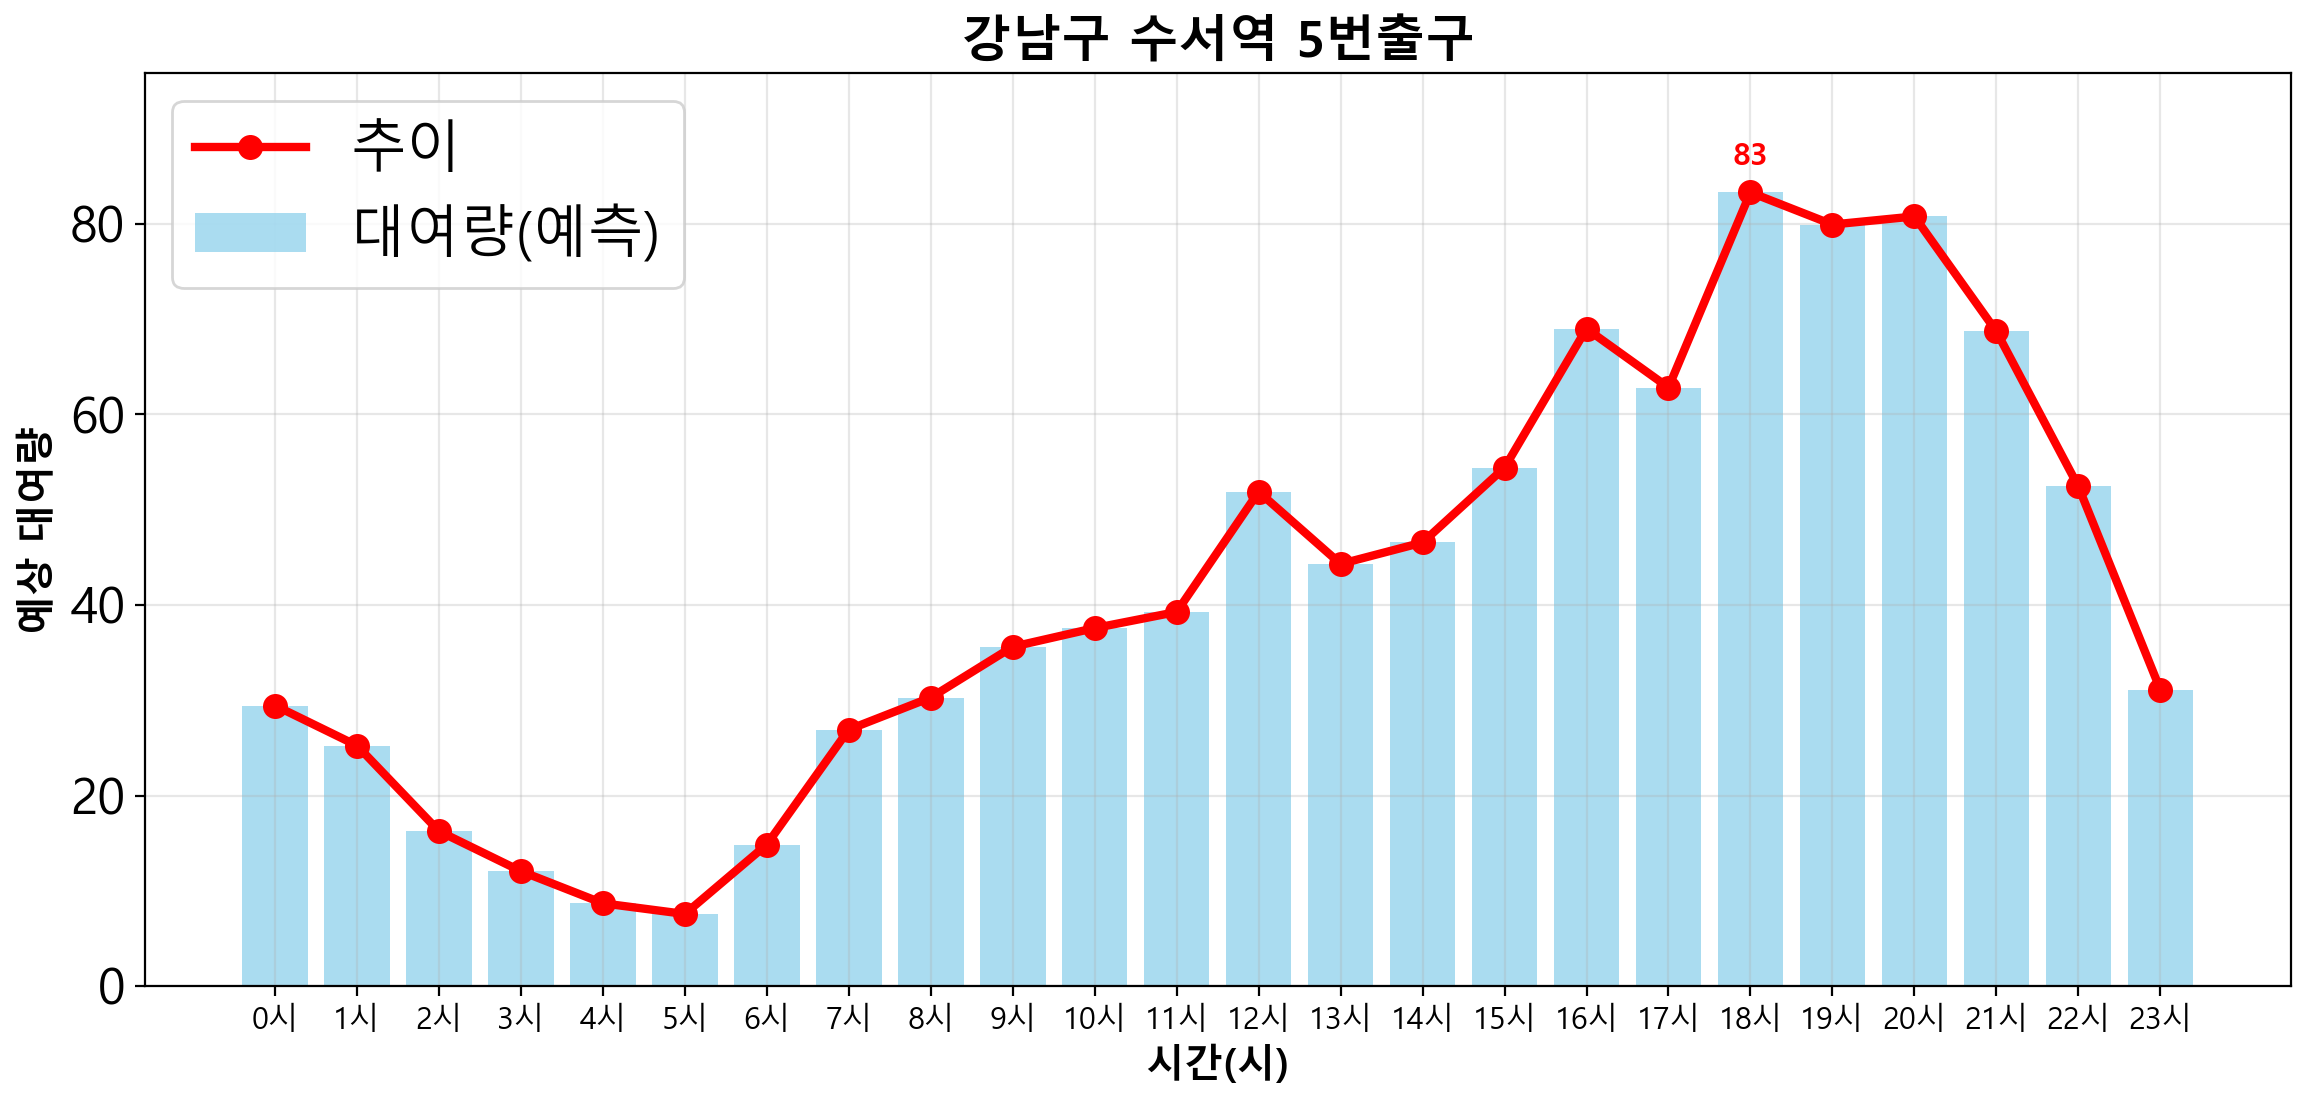 강남구 수서역 5번출구
추이
대여량(예측)
83
예상 대여량
80
60
40
20
0
0시 1시 2시 3시 4시 5시 6시 7시 8시 9시 10시 11시 12시 13시 14시 15시 16시 17시 18시 19시 20시 21시 22시 23시
시간(시)